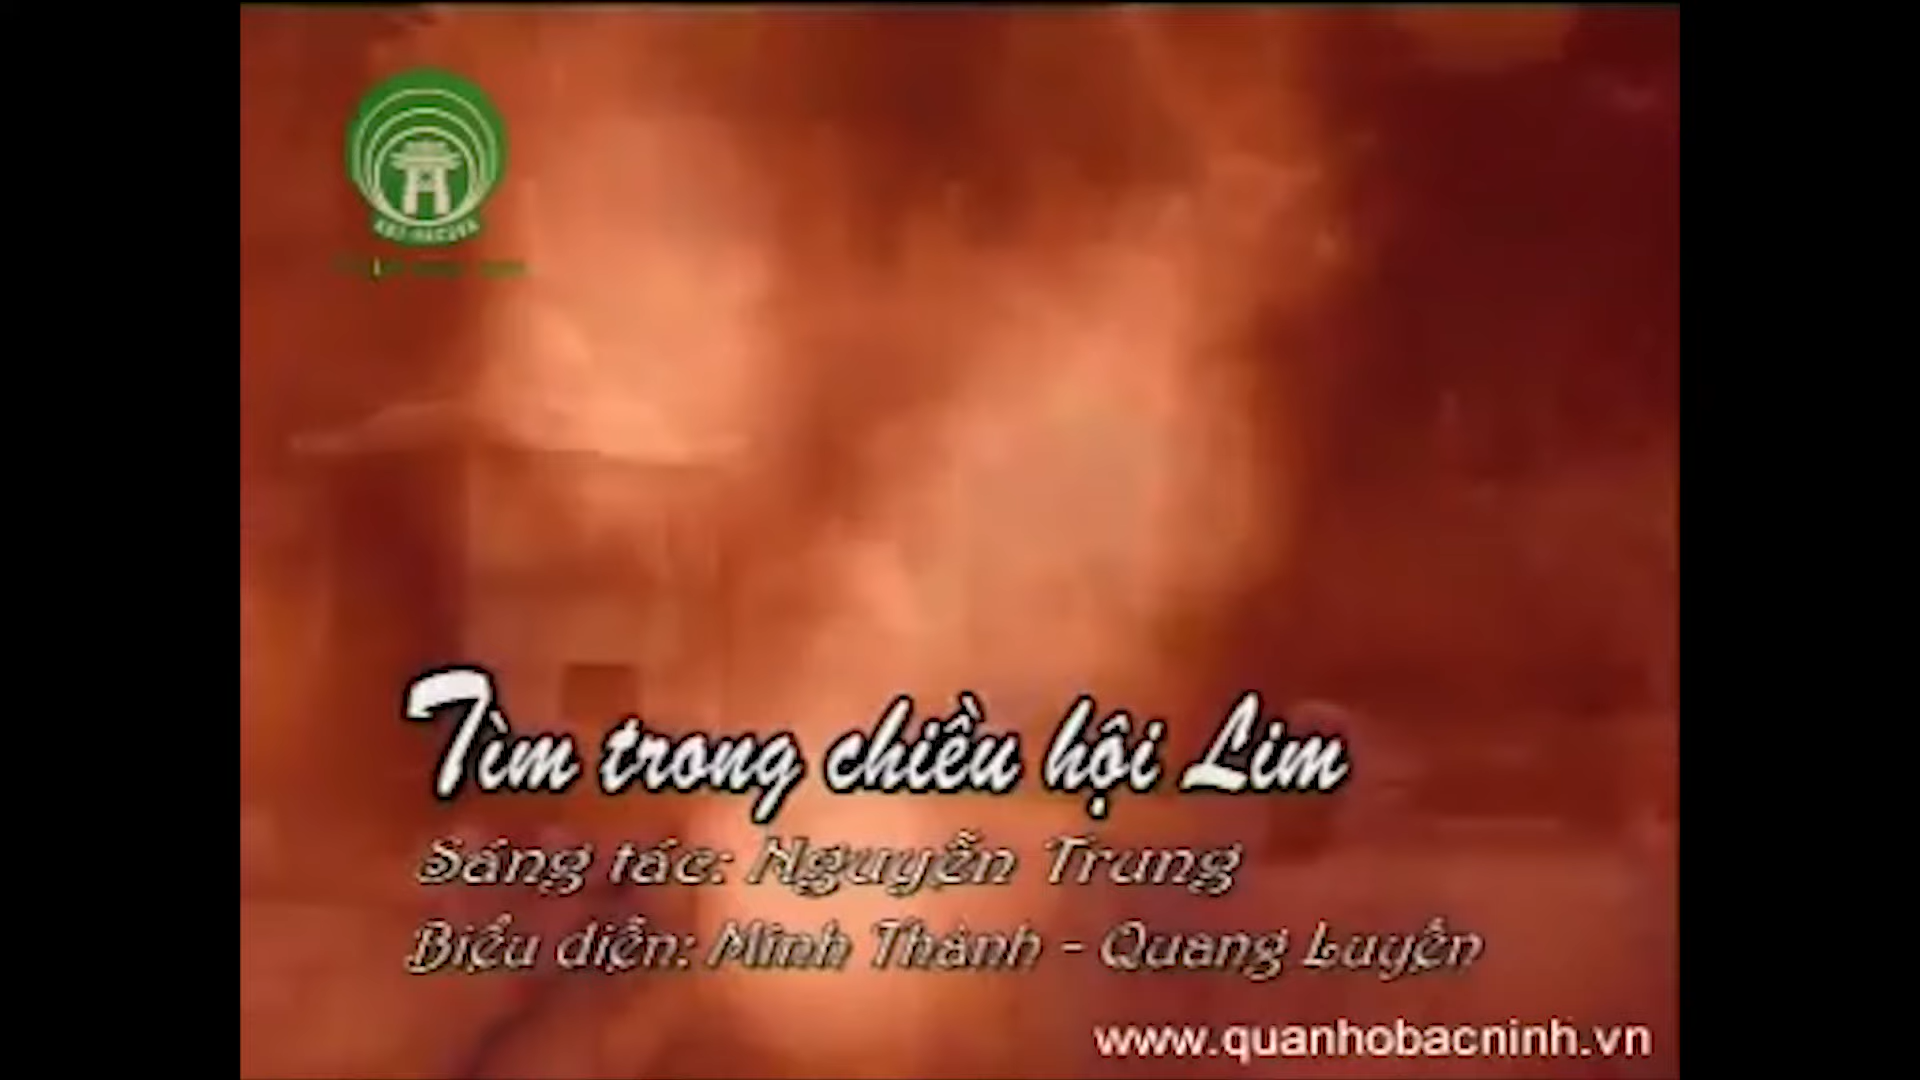 Tìm trong chiều hội Lim
Sáng tác: Nguyễn Trung
Biểu diễn: Minh Thành - Quang Luyến
www.quanhobacninh.vn